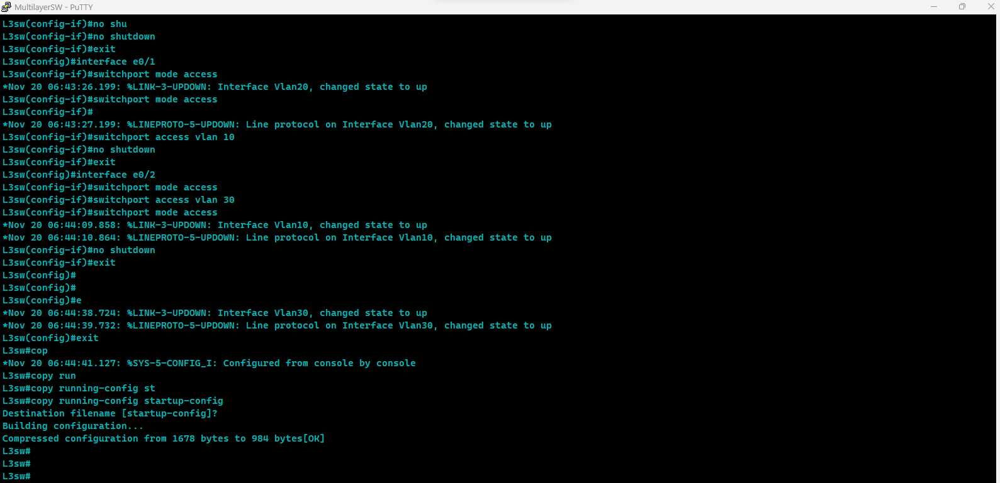 MultilayerSW - PuTTY
L3sw(config-if)#no shu
L3sw(config-if)#no shutdown
L3sw(config-if)#exit
L3sw(config)#interface e0/1
L3sw(config-if)#switchport mode access
*Nov 20 06:43:26.199: %LINK-3-UPDOWN: Interface Vlan20, changed state to up
L3sw(config-if)#switchport mode access
L3sw(config-if)#
*Nov 20 06:43:27.199: %LINEPROTO-5-UPDOWN: Line protocol on Interface Vlan20, changed state to up
L3sw(config-if)#switchport access vlan 10
L3sw(config-if)#no shutdown
L3sw(config-if)#exit
L3sw(config)#interface e0/2
L3sw(config-if)#switchport mode access
L3sw(config-if)#switchport access vlan 30
L3sw(config-if)#switchport mode access
*Nov 20 06:44:09.858: %LINK-3-UPDOWN: Interface Vlan10, changed state to up
*Nov 20 06:44:10.864: %LINEPROTO-5-UPDOWN: Line protocol on Interface Vlan10, changed state to up
L3sw(config-if)#no shutdown
L3sw(config-if)#exit
L3sw(config)#
L3sw(config)#
L3sw(config)#e
*Nov 20 06:44:38.724: %LINK-3-UPDOWN: Interface Vlan30, changed state to up
*Nov 20 06:44:39.732: %LINEPROTO-5-UPDOWN: Line protocol on Interface Vlan30, changed state to up
L3sw(config)#exit
L3sw#cop
*Nov 20 06:44:41.127: %SYS-5-CONFIG_I: Configured from console by console
L3sw#copy run
L3sw#copy running-config st
L3sw#copy running-config startup-config
Destination filename [startup-config]?
Building configuration...
Compressed configuration from 1678 bytes to 984 bytes[OK]
L3sw#
L3sw#
L3sw#